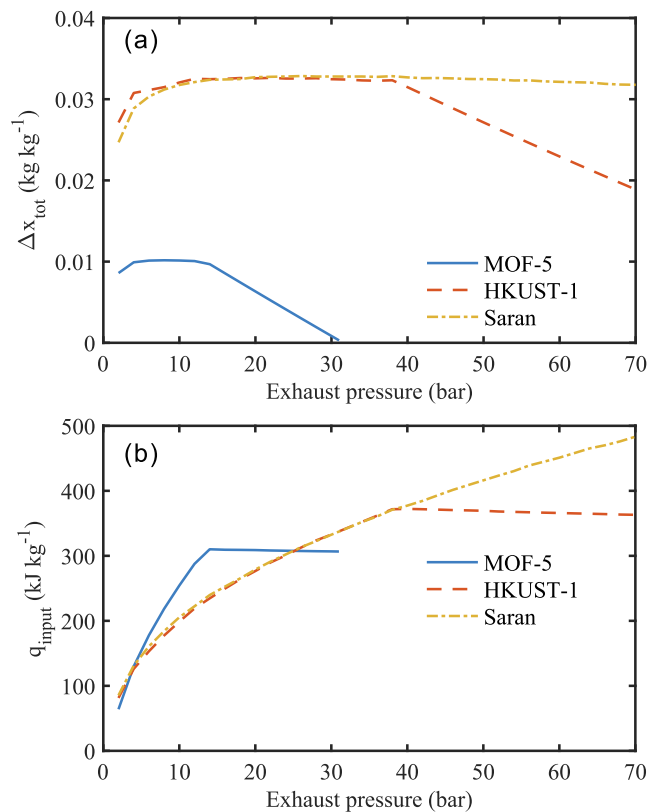 (a)
0.04
0.03
0.02
0.01
0
Δx_tot (kg kg⁻¹)
MOF-5
HKUST-1
Saran
0 10 20 30 40 50 60 70
Exhaust pressure (bar)
(b)
500
400
300
200
100
0
q_input (kJ kg⁻¹)
MOF-5
HKUST-1
Saran
0 10 20 30 40 50 60 70
Exhaust pressure (bar)